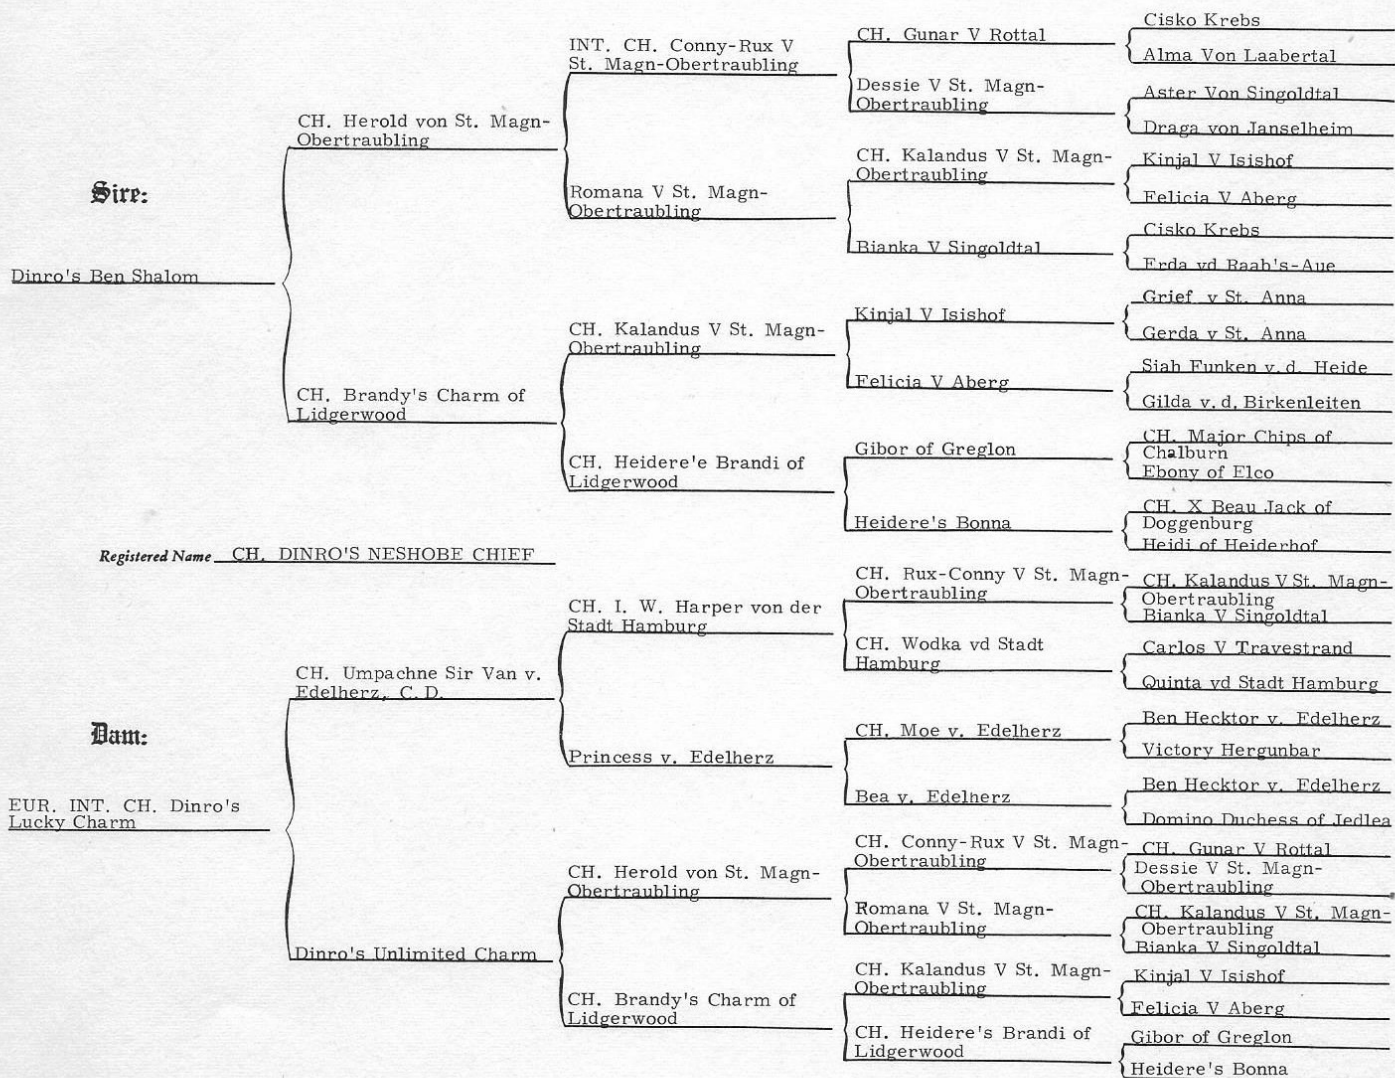 Sire:
Dinro's Ben Shalom
CH. Herold von St. Magn-
Obertraubling
CH. Brandy's Charm of
Lidgerwood
INT. CH. Conny-Rux V
St. Magn-Obertraubling
Romana V St. Magn-
Obertraubling
CH. Kalandus V St. Magn-
Obertraubling
CH. Heidere'e Brandi of
Lidgerwood
CH. Gunar V Rottal
Dessie V St. Magn-
Obertraubling
CH. Kalandus V St. Magn-
Obertraubling
Bianka V Singoldtal
Kinjal V Isishof
Felicia V Aberg
Gibor of Greglon
Heidere's Bonna
Cisko Krebs
Alma Von Laabertal
Aster Von Singoldtal
Draga von Janselheim
Kinjal V Isishof
Felicia V Aberg
Cisko Krebs
Erda vd Raab's-Aue
Grief v St. Anna
Gerda v St. Anna
Siah Funken v. d. Heide
Gilda v. d. Birkenleiten
CH. Major Chips of
Chalburn
Ebony of Elco
CH. X Beau Jack of
Doggenburg
Heidi of Heiderhof
Registered Name CH. DINRO'S NESHOBE CHIEF
Dam:
EUR. INT. CH. Dinro's
Lucky Charm
CH. Umpachne Sir Van v.
Edelherz, C. D.
Dinro's Unlimited Charm
CH. I. W. Harper von der
Stadt Hamburg
Princess v. Edelherz
CH. Herold von St. Magn-
Obertraubling
CH. Brandy's Charm of
Lidgerwood
CH. Rux-Conny V St. Magn-
Obertraubling
CH. Wodka vd Stadt
Hamburg
CH. Moe v. Edelherz
Bea v. Edelherz
CH. Conny-Rux V St. Magn-
Obertraubling
Romana V St. Magn-
Obertraubling
CH. Kalandus V St. Magn-
Obertraubling
CH. Heidere's Brandi of
Lidgerwood
CH. Kalandus V St. Magn-
Obertraubling
Bianka V Singoldtal
Carlos V Travestrand
Quinta vd Stadt Hamburg
Ben Hecktor v. Edelherz
Victory Hergunbar
Ben Hecktor v. Edelherz
Domino Duchess of Jedlea
CH. Gunar V Rottal
Dessie V St. Magn-
Obertraubling
CH. Kalandus V St. Magn-
Obertraubling
Bianka V Singoldtal
Kinjal V Isishof
Felicia V Aberg
Gibor of Greglon
Heidere's Bonna